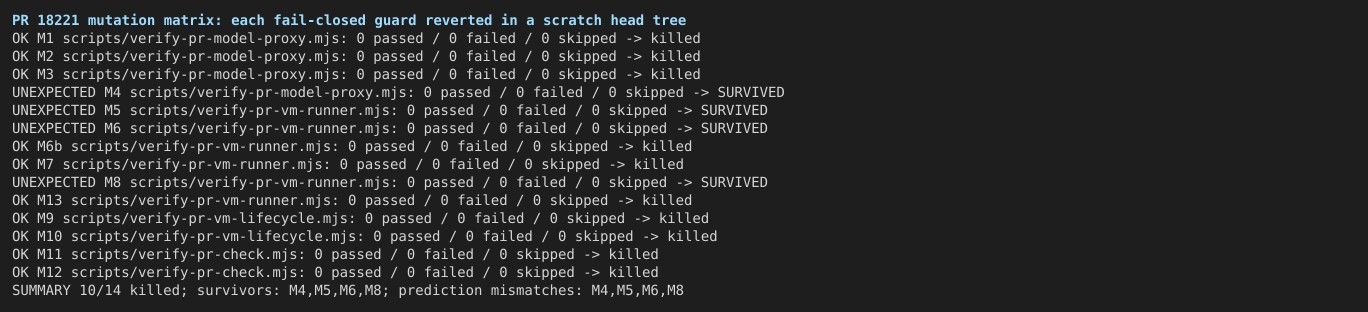 PR 18221 mutation matrix: each fail-closed guard reverted in a scratch head tree
OK M1 scripts/verify-pr-model-proxy.mjs: 0 passed / 0 failed / 0 skipped -> killed
OK M2 scripts/verify-pr-model-proxy.mjs: 0 passed / 0 failed / 0 skipped -> killed
OK M3 scripts/verify-pr-model-proxy.mjs: 0 passed / 0 failed / 0 skipped -> killed
UNEXPECTED M4 scripts/verify-pr-model-proxy.mjs: 0 passed / 0 failed / 0 skipped -> SURVIVED
UNEXPECTED M5 scripts/verify-pr-vm-runner.mjs: 0 passed / 0 failed / 0 skipped -> SURVIVED
UNEXPECTED M6 scripts/verify-pr-vm-runner.mjs: 0 passed / 0 failed / 0 skipped -> SURVIVED
OK M6b scripts/verify-pr-vm-runner.mjs: 0 passed / 0 failed / 0 skipped -> killed
OK M7 scripts/verify-pr-vm-runner.mjs: 0 passed / 0 failed / 0 skipped -> killed
UNEXPECTED M8 scripts/verify-pr-vm-runner.mjs: 0 passed / 0 failed / 0 skipped -> SURVIVED
OK M13 scripts/verify-pr-vm-runner.mjs: 0 passed / 0 failed / 0 skipped -> killed
OK M9 scripts/verify-pr-vm-lifecycle.mjs: 0 passed / 0 failed / 0 skipped -> killed
OK M10 scripts/verify-pr-vm-lifecycle.mjs: 0 passed / 0 failed / 0 skipped -> killed
OK M11 scripts/verify-pr-check.mjs: 0 passed / 0 failed / 0 skipped -> killed
OK M12 scripts/verify-pr-check.mjs: 0 passed / 0 failed / 0 skipped -> killed
SUMMARY 10/14 killed; survivors: M4,M5,M6,M8; prediction mismatches: M4,M5,M6,M8